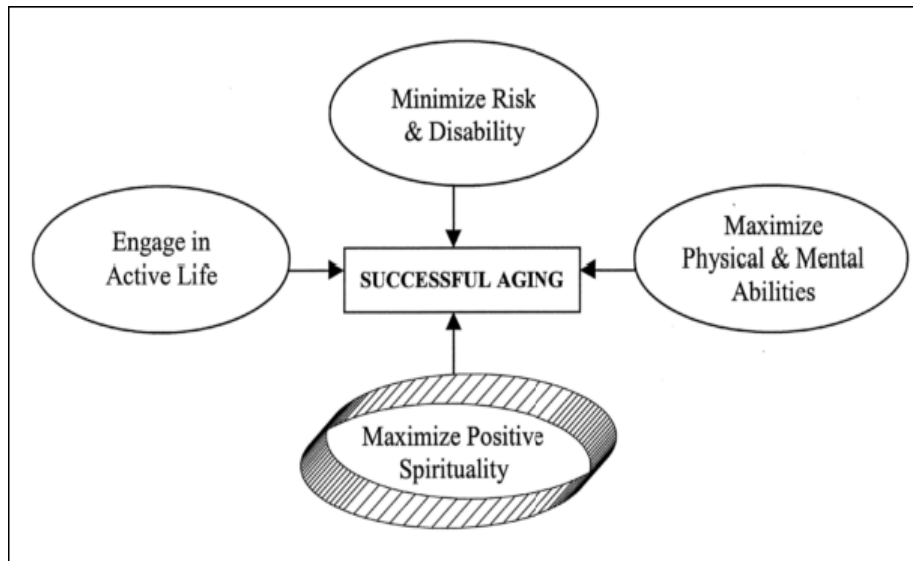 Minimize Risk
& Disability
Engage in
Active Life
SUCCESSFUL AGING
Maximize
Physical & Mental
Abilities
Maximize Positive
Spirituality